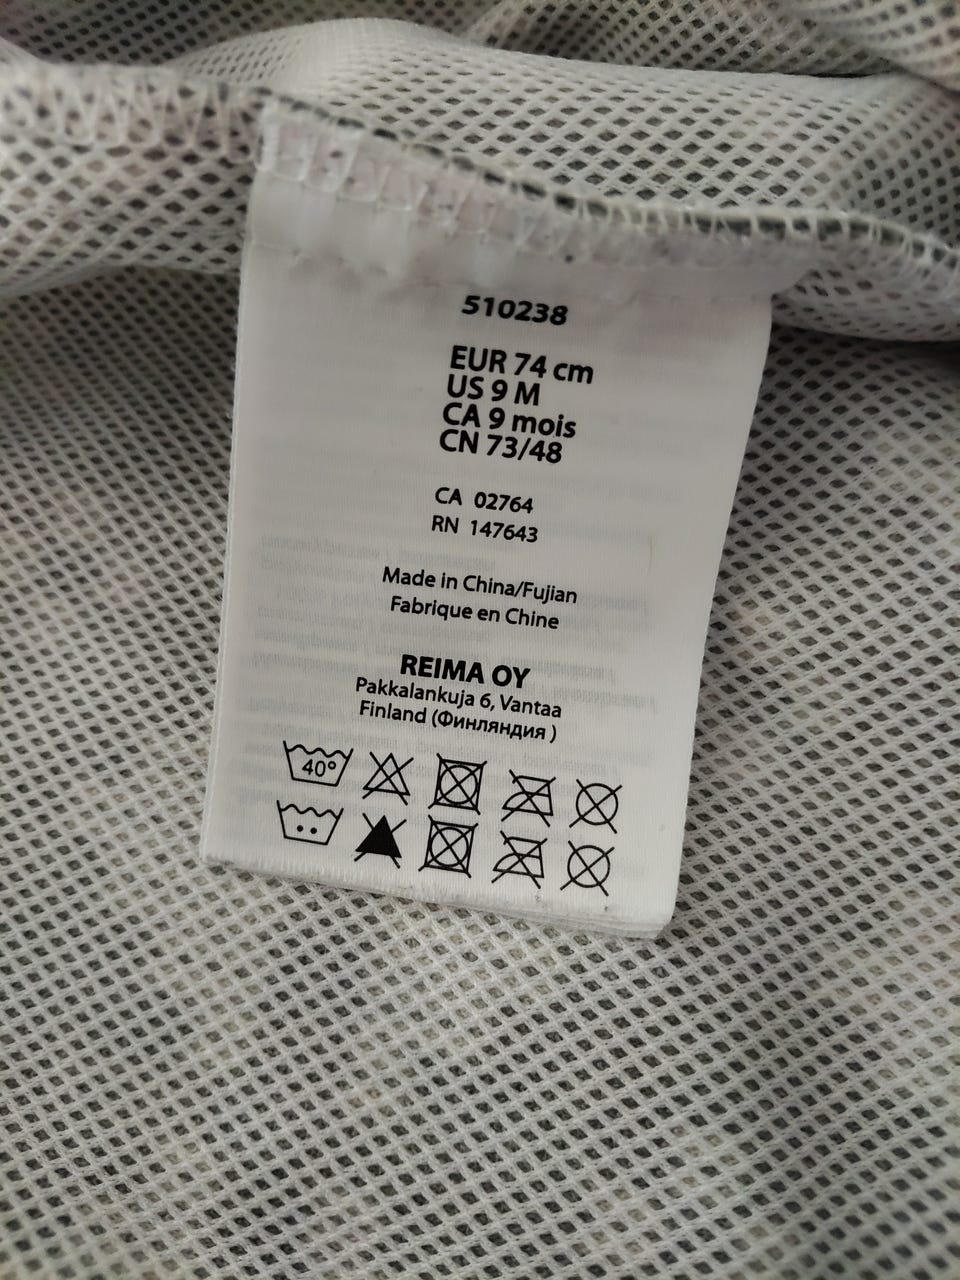 510238
EUR 74 cm
US 9 M
CA 9 mois
CN 73/48
CA 02764
RN 147643
Made in China/Fujian
Fabrique en Chine
REIMA OY
Pakkalankuja 6, Vantaa
Finland (Финляндия )
40°